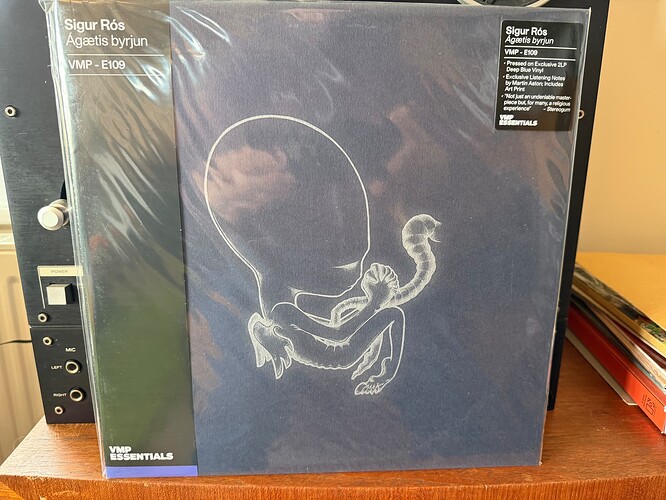 Sigur Rós
Ágætis byrjun
VMP - E109
VMP
ESSENTIALS
Sigur Rós
Ágætis byrjun
VMP - E109
• Pressed on Exclusive 2LP
Deep Blue Vinyl
• Exclusive Listening Notes
by Martin Aston; Includes
Art Print
• "Not just an undeniable master-
piece but, for many, a religious
experience" - Stereogum
VMP
ESSENTIALS
POWER
MIC
LEFT
RIGHT